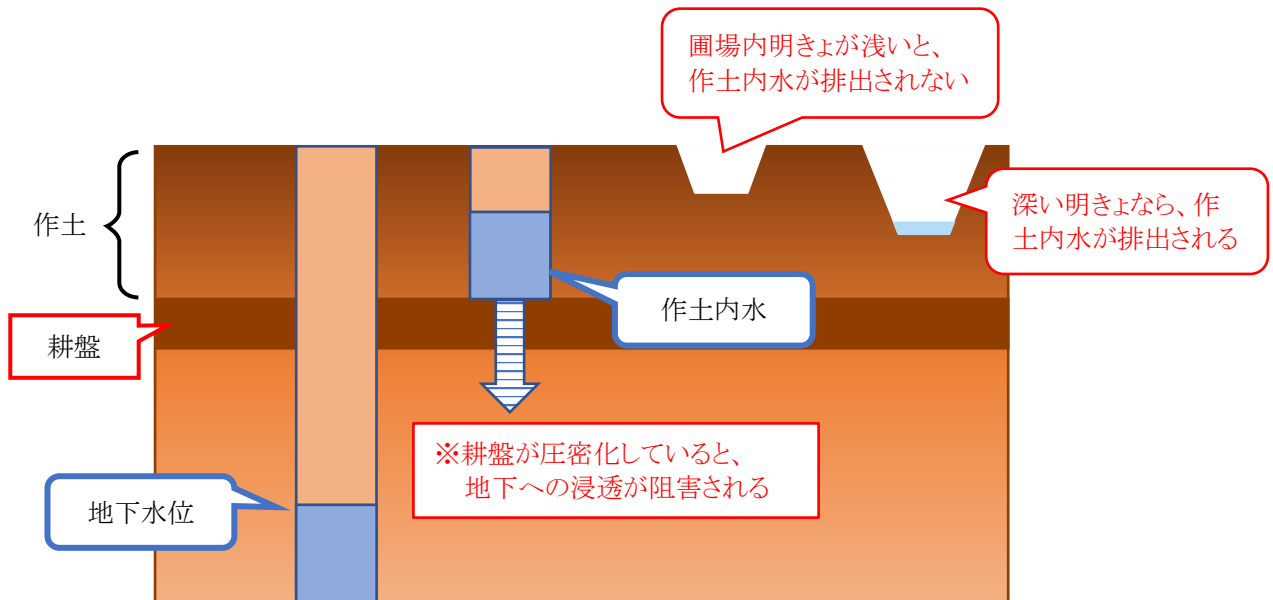 圃場内明きょが浅いと、
作土内水が排出されない
深い明きょなら、作
土内水が排出される
作土
作土内水
耕盤
※耕盤が圧密化していると、
地下への浸透が阻害される
地下水位